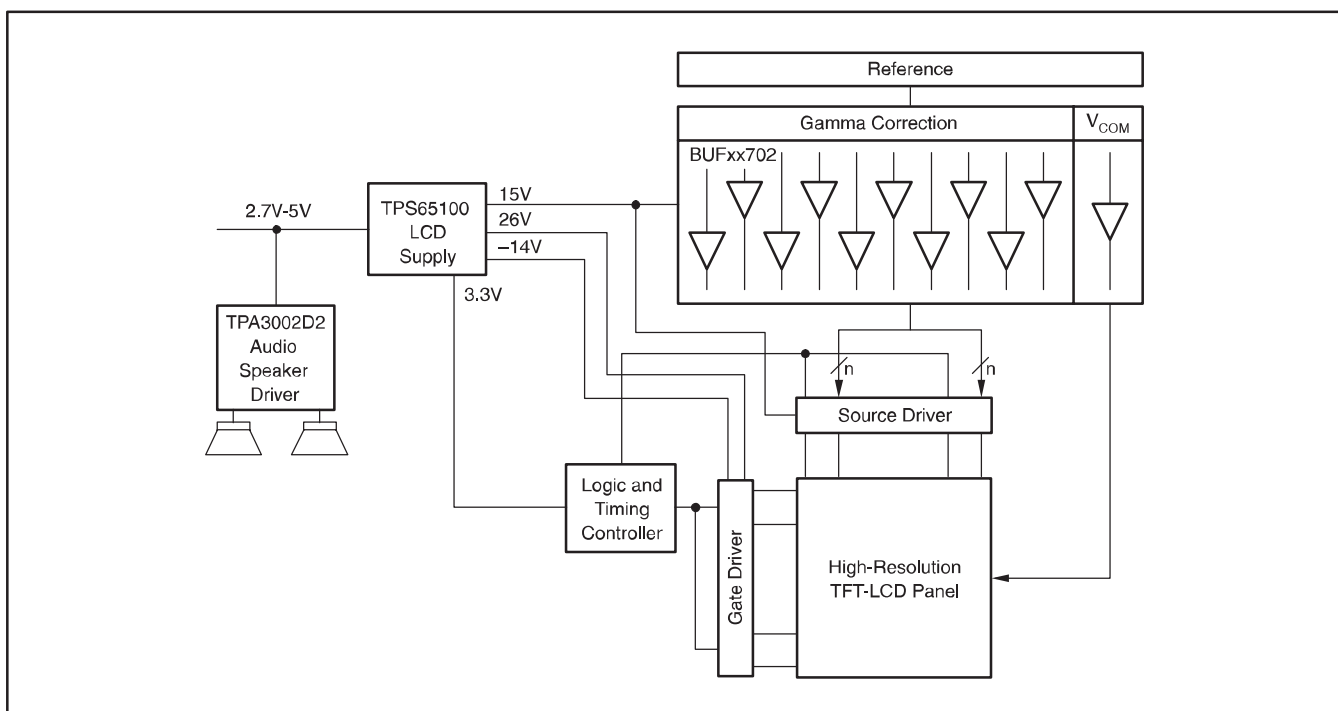 Reference
Gamma Correction
V_COM
BUFxx702
2.7V-5V
TPS65100
LCD
Supply
15V
26V
–14V
3.3V
TPA3002D2
Audio
Speaker
Driver
n
n
Source Driver
Logic and
Timing
Controller
Gate Driver
High-Resolution
TFT-LCD Panel